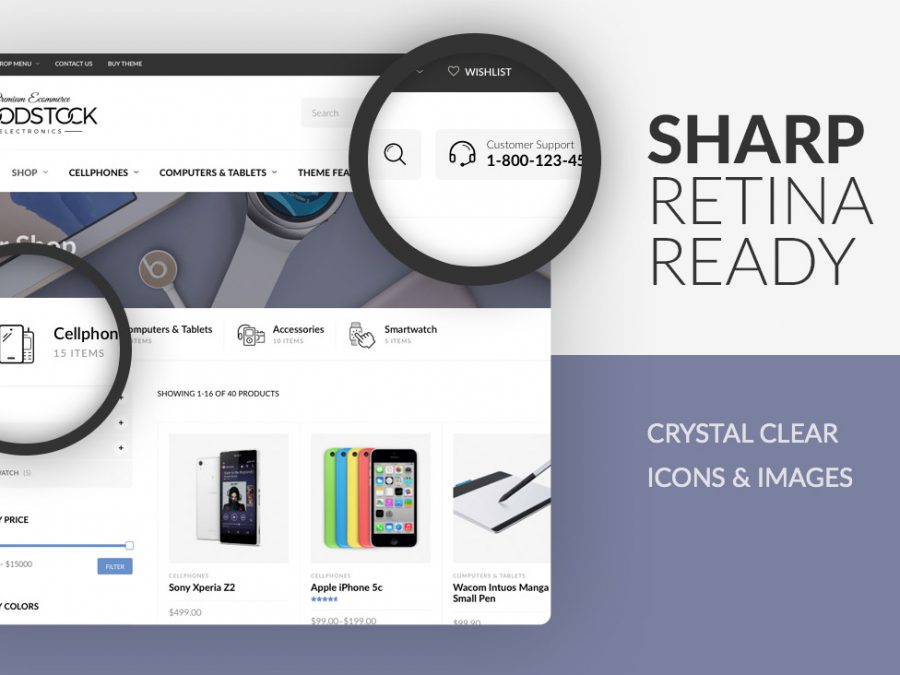 ROP MENU
CONTACT US
BUY THEME
WISHLIST
Premium Ecommerce
ODSTOCK
ELECTRONICS
Search
Customer Support
1-800-123-45
SHOP
CELLPHONES
COMPUTERS & TABLETS
THEME FEA
r Shop
Cellphon
15 ITEMS
omputers & Tablets
ITEMS
Accessories
10 ITEMS
Smartwatch
5 ITEMS
SHOWING 1-16 OF 40 PRODUCTS
+
+
+
WATCH (5)
Y PRICE
– $15000
FILTER
Y COLORS
CELLPHONES
Sony Xperia Z2
$499.00
CELLPHONES
Apple iPhone 5c
$99.00–$199.00
COMPUTERS & TABLETS
Wacom Intuos Manga
Small Pen
$99.90
SHARP
RETINA
READY
CRYSTAL CLEAR
ICONS & IMAGES